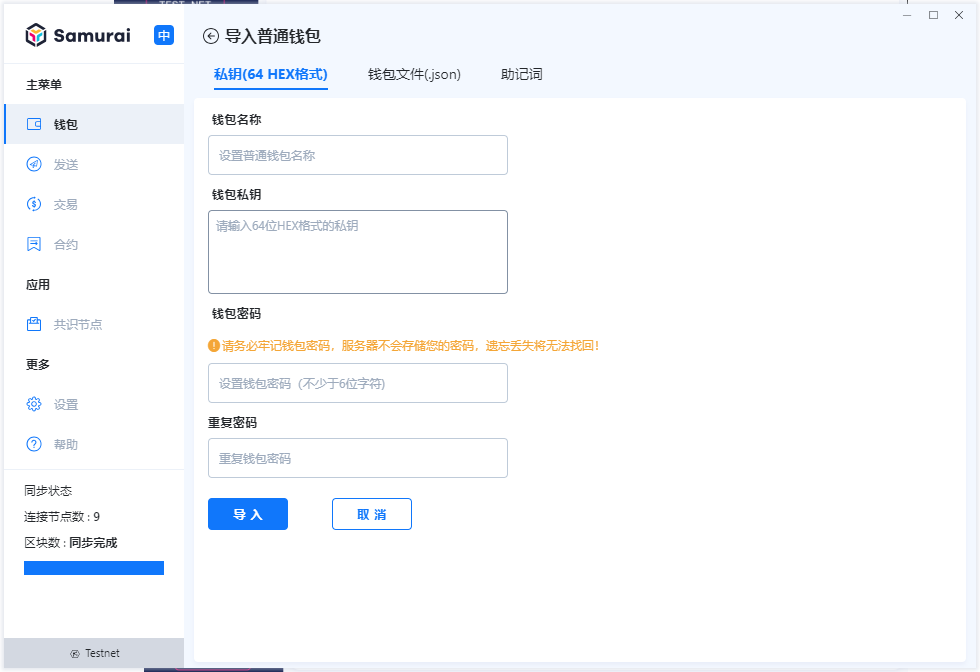 Samurai
中
主菜单
钱包
发送
交易
合约
应用
共识节点
更多
设置
帮助
同步状态
连接节点数 : 9
区块数 : 同步完成
Testnet
导入普通钱包
私钥(64 HEX格式)
钱包文件(.json)
助记词
钱包名称
设置普通钱包名称
钱包私钥
请输入64位HEX格式的私钥
钱包密码
请务必牢记钱包密码，服务器不会存储您的密码，遗忘丢失将无法找回！
设置钱包密码（不少于6位字符)
重复密码
重复钱包密码
导 入
取 消